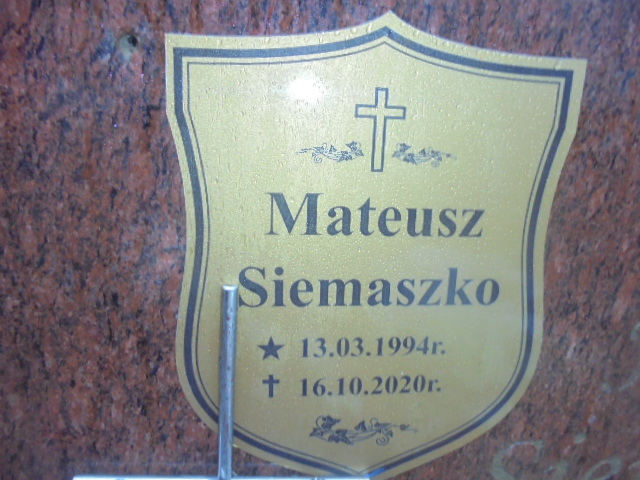 Mateusz
Siemaszko
★ 13.03.1994r.
✝ 16.10.2020r.